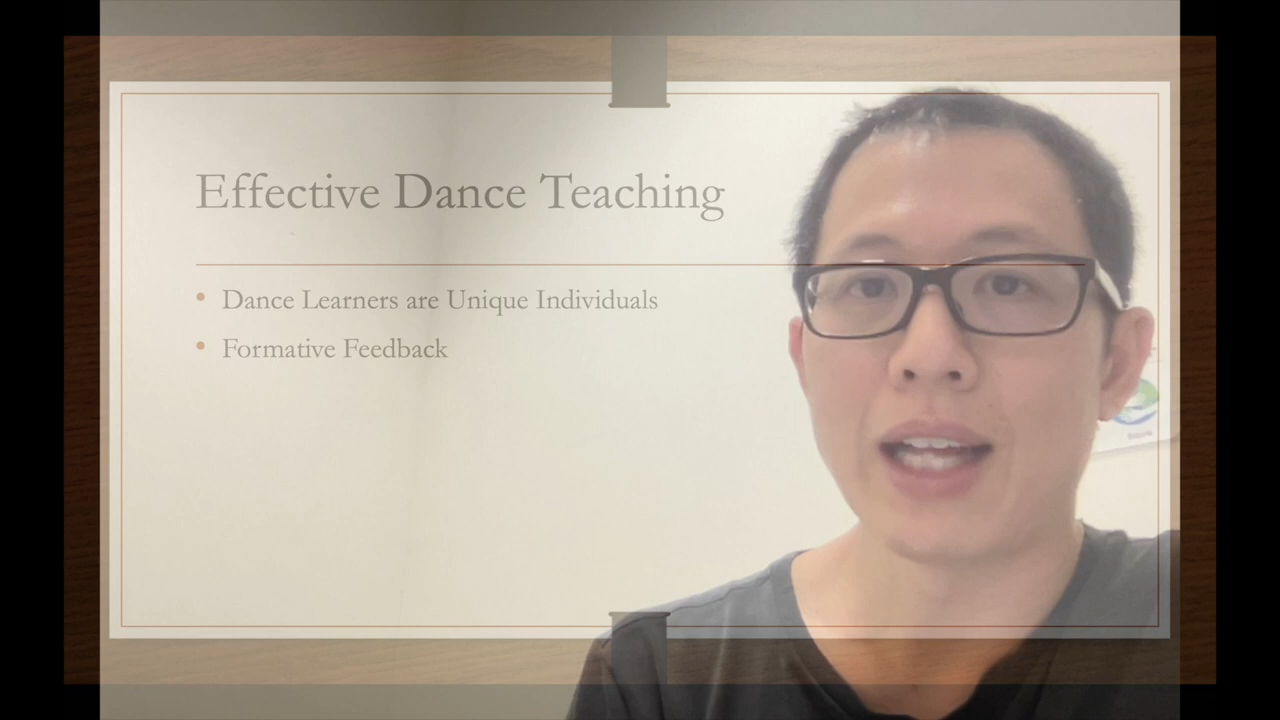 Effective Dance Teaching
• Dance Learners are Unique Individuals
• Formative Feedback